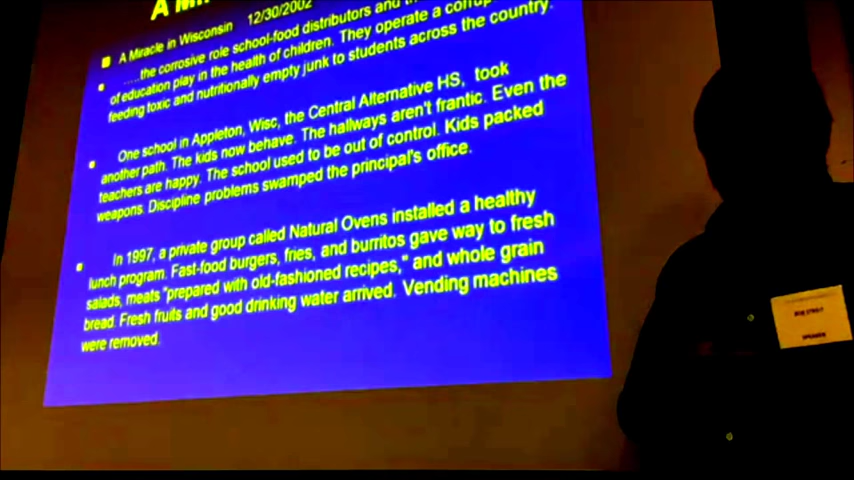 A Mi
A Miracle in Wisconsin 12/30/2002
.....the corrosive role school-food distributors and
of education play in the health of children. They operate a
feeding toxic and nutritionally empty junk to students across the country.
One school in Appleton, Wisc, the Central Alternative HS, took
another path. The kids now behave. The hallways aren't frantic. Even the
teachers are happy. The school used to be out of control. Kids packed
weapons. Discipline problems swamped the principal's office.
In 1997, a private group called Natural Ovens installed a healthy
lunch program. Fast-food burgers, fries, and burritos gave way to fresh
salads, meats "prepared with old-fashioned recipes," and whole grain
bread. Fresh fruits and good drinking water arrived. Vending machines
were removed.
SPEAKER